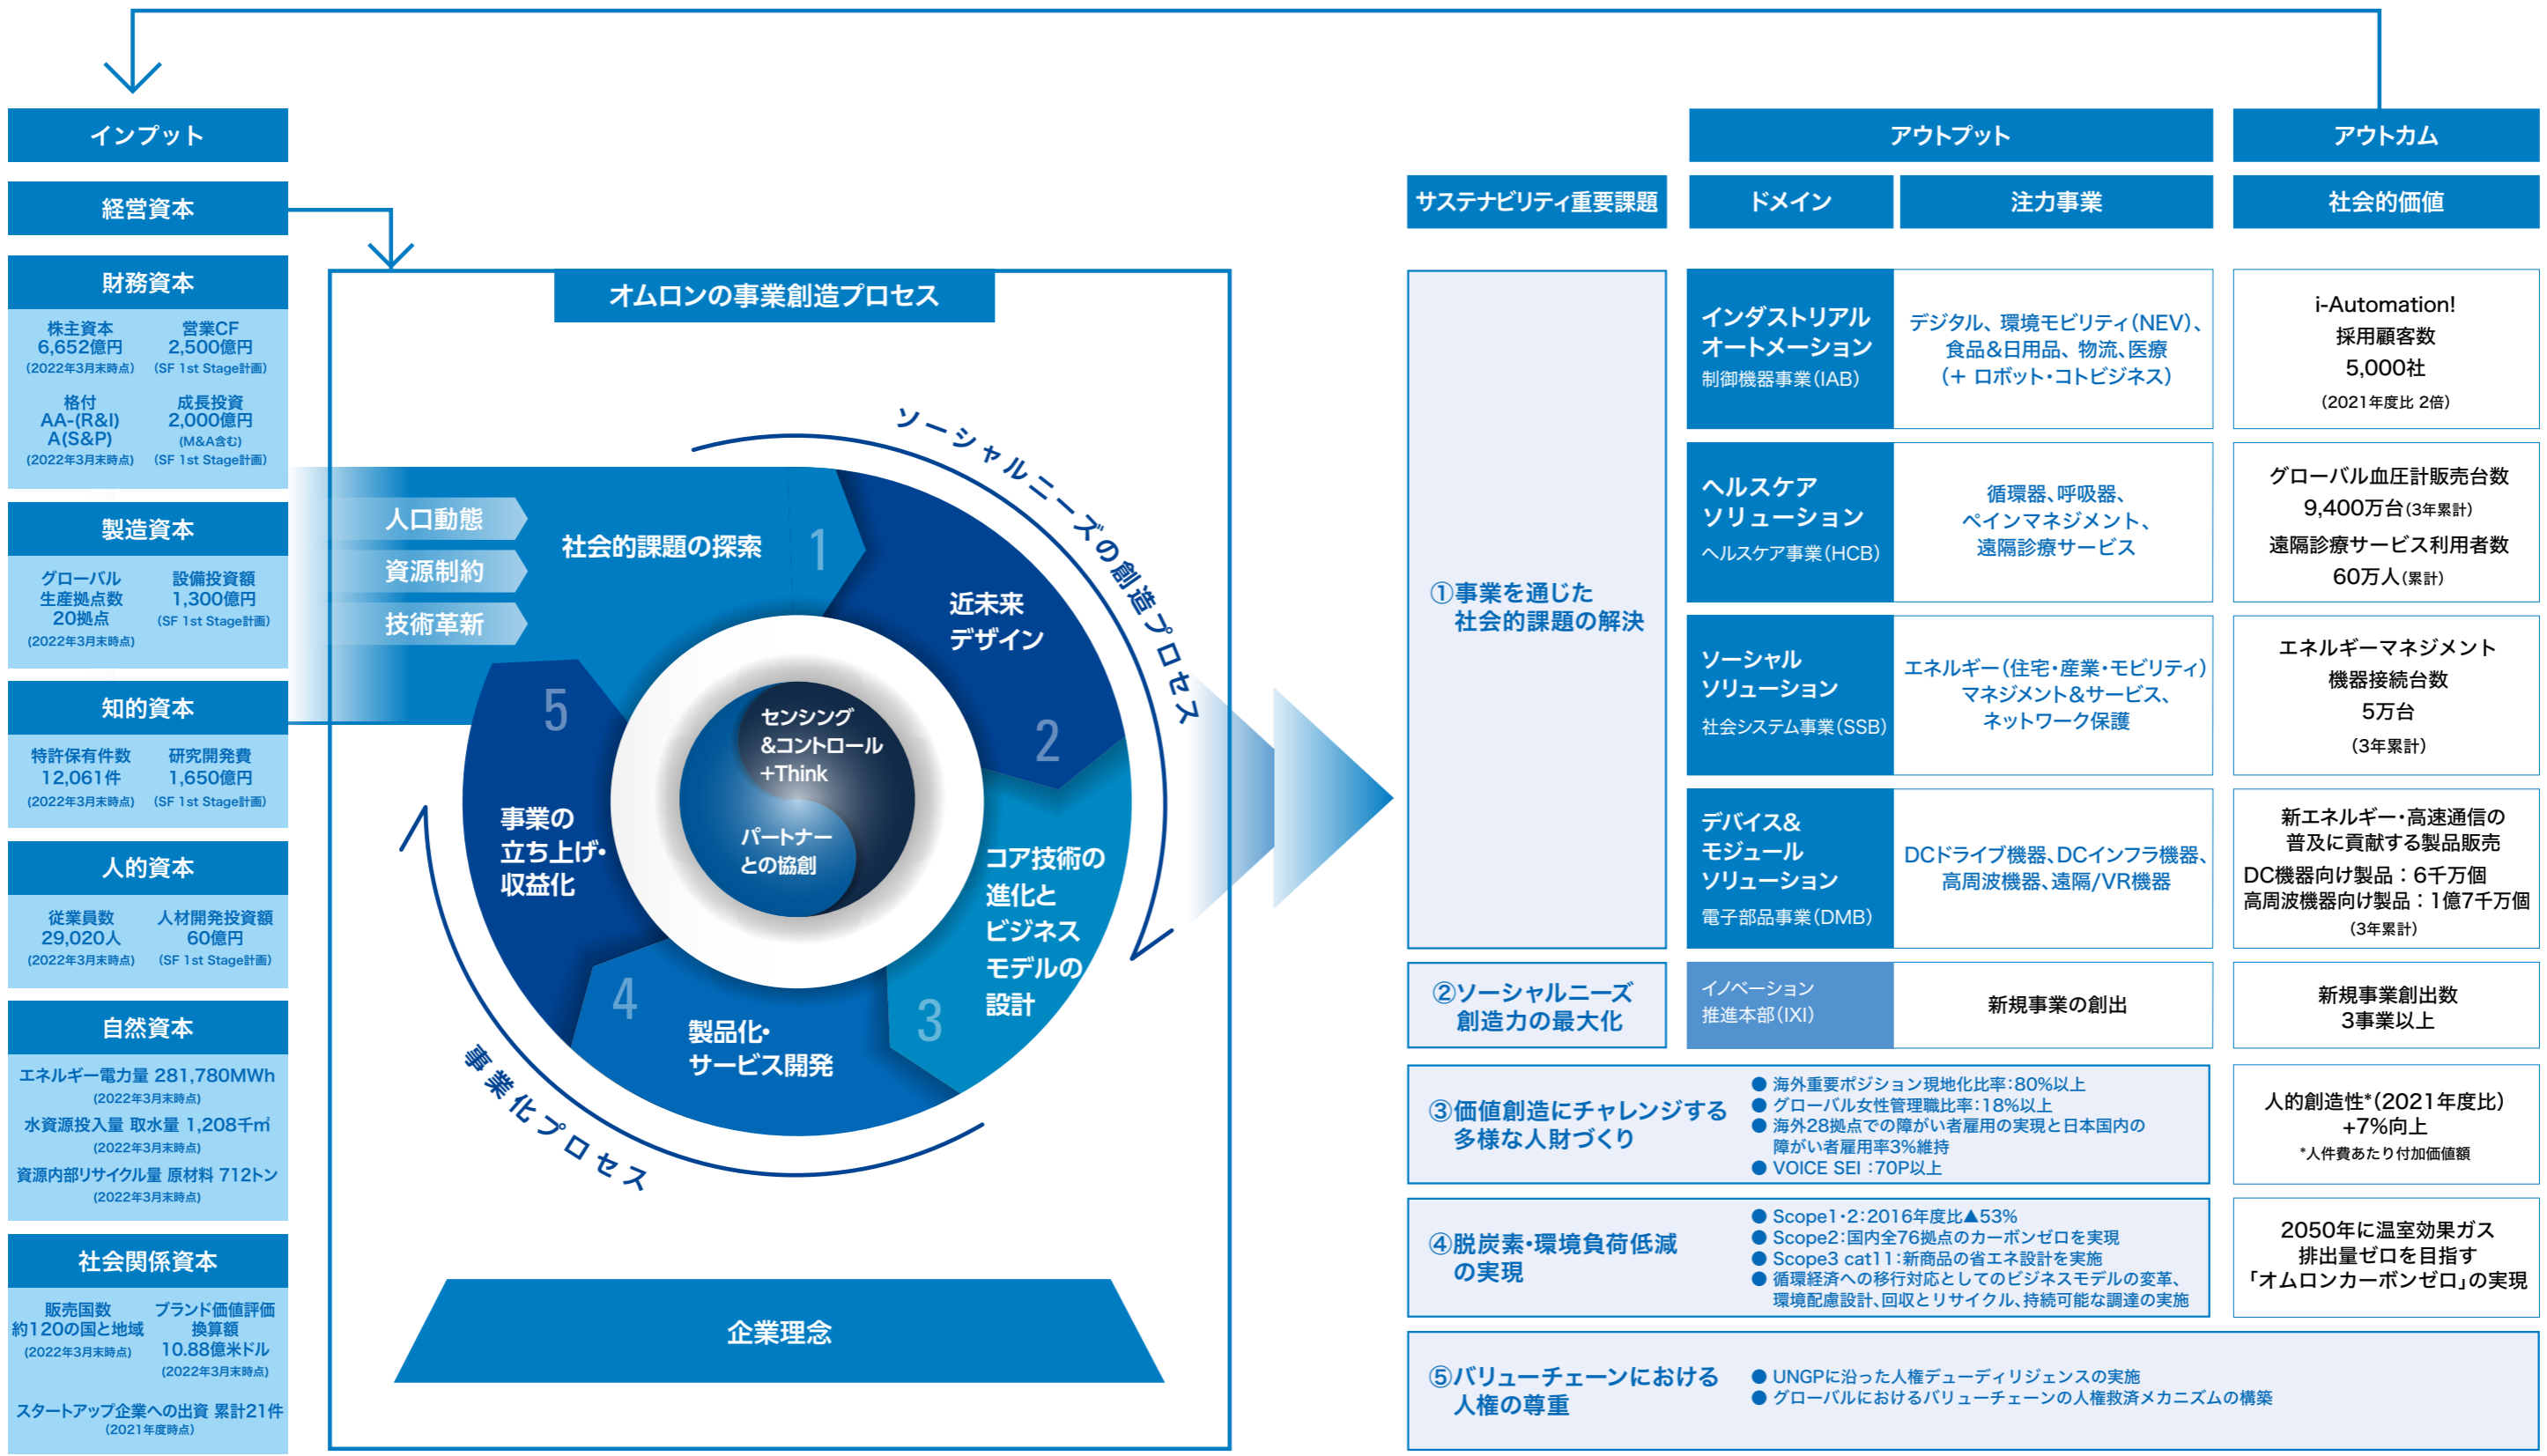 インプット
経営資本
財務資本
株主資本
6,652億円
(2022年3月末時点)
営業CF
2,500億円
(SF 1st Stage計画)
格付
AA-(R&I)
A(S&P)
(2022年3月末時点)
成長投資
2,000億円
(M&A含む)
(SF 1st Stage計画)
製造資本
グローバル
生産拠点数
20拠点
(2022年3月末時点)
設備投資額
1,300億円
(SF 1st Stage計画)
知的資本
特許保有件数
12,061件
(2022年3月末時点)
研究開発費
1,650億円
(SF 1st Stage計画)
人的資本
従業員数
29,020人
(2022年3月末時点)
人材開発投資額
60億円
(SF 1st Stage計画)
自然資本
エネルギー電力量 281,780MWh
(2022年3月末時点)
水資源投入量 取水量 1,208千㎥
(2022年3月末時点)
資源内部リサイクル量 原材料 712トン
(2022年3月末時点)
社会関係資本
販売国数
約120の国と地域
(2022年3月末時点)
ブランド価値評価
換算額
10.88億米ドル
(2022年3月末時点)
スタートアップ企業への出資 累計21件
(2021年度時点)
オムロンの事業創造プロセス
人口動態
資源制約
技術革新
社会的課題の探索
1
ソーシャルニーズの創造プロセス
近未来
デザイン
2
コア技術の
進化と
ビジネス
モデルの
設計
3
製品化・
サービス開発
4
事業の
立ち上げ・
収益化
5
事業化プロセス
センシング
&コントロール
+Think
パートナー
との協創
企業理念
サステナビリティ重要課題
アウトプット
ドメイン
注力事業
アウトカム
社会的価値
①事業を通じた
社会的課題の解決
インダストリアル
オートメーション
制御機器事業(IAB)
デジタル、環境モビリティ(NEV)、
食品&日用品、物流、医療
(+ ロボット・コトビジネス)
i-Automation!
採用顧客数
5,000社
(2021年度比 2倍)
ヘルスケア
ソリューション
ヘルスケア事業(HCB)
循環器、呼吸器、
ペインマネジメント、
遠隔診療サービス
グローバル血圧計販売台数
9,400万台(3年累計)
遠隔診療サービス利用者数
60万人(累計)
ソーシャル
ソリューション
社会システム事業(SSB)
エネルギー(住宅・産業・モビリティ)
マネジメント&サービス、
ネットワーク保護
エネルギーマネジメント
機器接続台数
5万台
(3年累計)
デバイス&
モジュール
ソリューション
電子部品事業(DMB)
DCドライブ機器、DCインフラ機器、
高周波機器、遠隔/VR機器
新エネルギー・高速通信の
普及に貢献する製品販売
DC機器向け製品：6千万個
高周波機器向け製品：1億7千万個
(3年累計)
②ソーシャルニーズ
創造力の最大化
イノベーション
推進本部(IXI)
新規事業の創出
新規事業創出数
3事業以上
③価値創造にチャレンジする
多様な人財づくり
● 海外重要ポジション現地化比率:80%以上
● グローバル女性管理職比率:18%以上
● 海外28拠点での障がい者雇用の実現と日本国内の
障がい者雇用率3%維持
● VOICE SEI :70P以上
人的創造性*(2021年度比)
+7%向上
*人件費あたり付加価値額
④脱炭素・環境負荷低減
の実現
● Scope1・2:2016年度比▲53%
● Scope2:国内全76拠点のカーボンゼロを実現
● Scope3 cat11:新商品の省エネ設計を実施
● 循環経済への移行対応としてのビジネスモデルの変革、
環境配慮設計、回収とリサイクル、持続可能な調達の実施
2050年に温室効果ガス
排出量ゼロを目指す
「オムロンカーボンゼロ」の実現
⑤バリューチェーンにおける
人権の尊重
● UNGPに沿った人権デューディリジェンスの実施
● グローバルにおけるバリューチェーンの人権救済メカニズムの構築